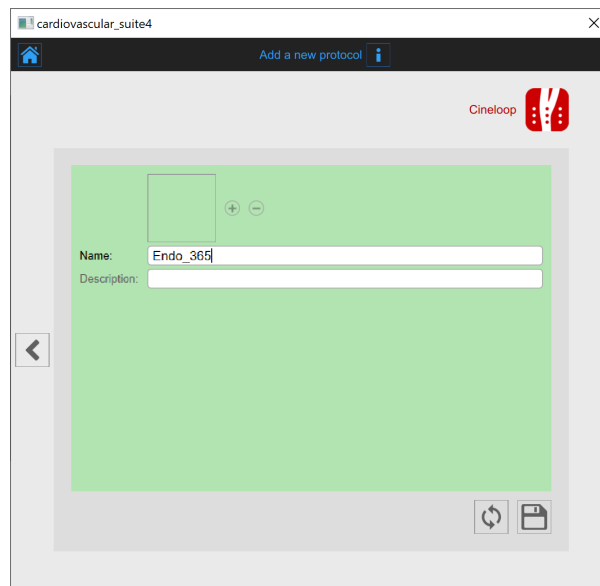 cardiovascular_suite4
Add a new protocol i
Cineloop
Name: Endo_365
Description: